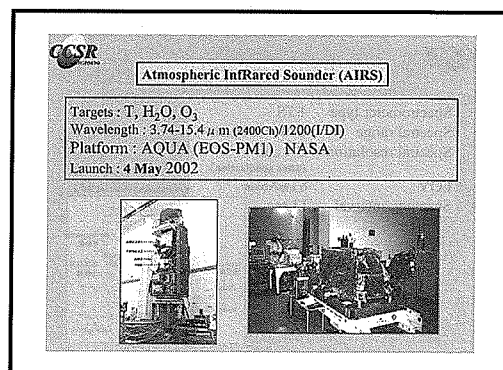 CCSR
Atmospheric InfRared Sounder (AIRS)
Targets : T, H₂O, O₃
Wavelength : 3.74-15.4 μ m (2400Ch)/1200(I/DI)
Platform : AQUA (EOS-PM1) NASA
Launch : 4 May 2002